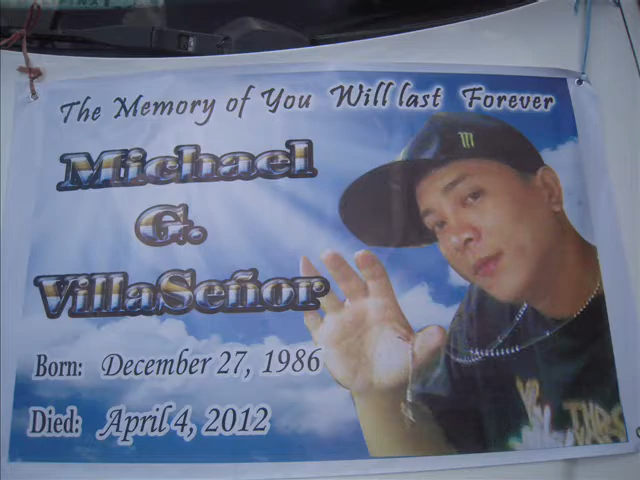 The Memory of You Will last Forever
Michael
G.
VillaSeñor
Born: December 27, 1986
Died: April 4, 2012